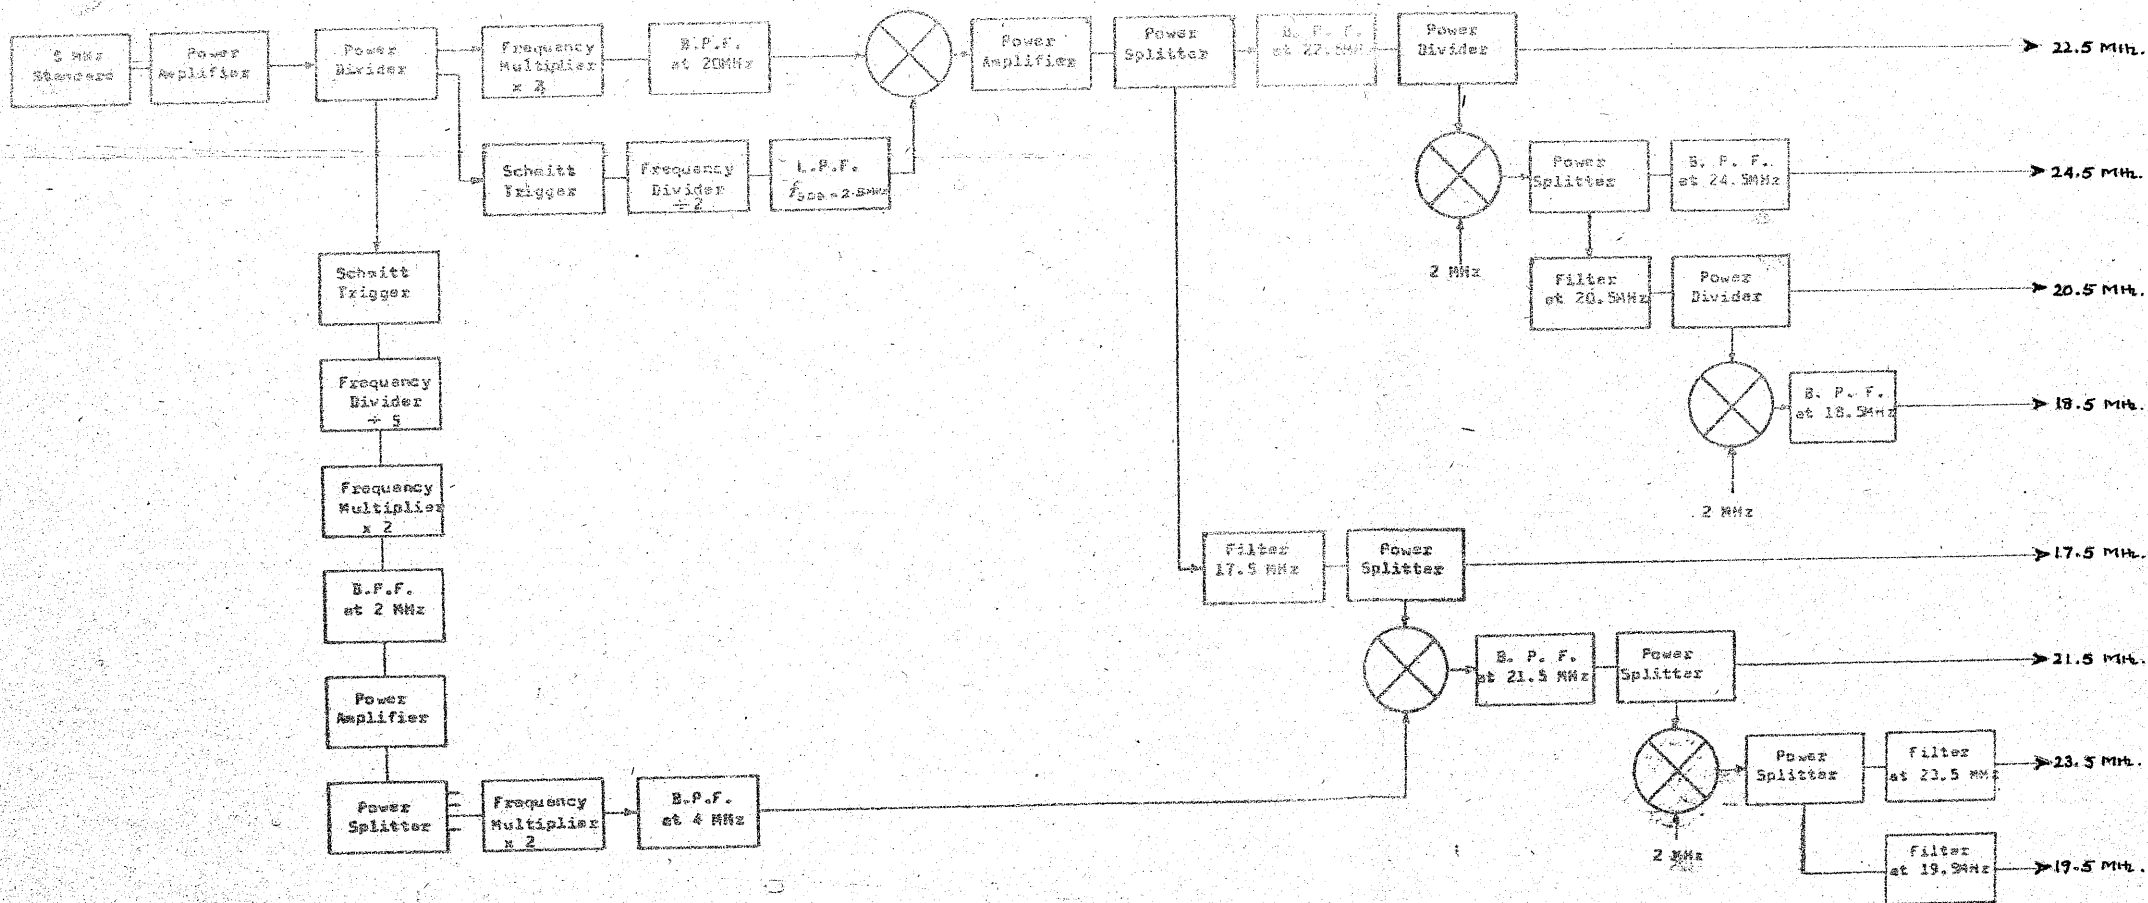 5 MHz
Standard
Power
Amplifier
Power
Divider
Frequency
Multiplier
x 2
B.P.F.
at 20MHz
Power
Amplifier
Power
Splitter
B. P. F.
at 22.5MHz
Power
Divider
22.5 MHz.
Schmitt
Trigger
Frequency
Divider
÷ 2
L.P.F.
Power
Splitter
B. P. F.
at 24.5MHz
24.5 MHz.
2 MHz
Schmitt
Trigger
Filter
at 20.5MHz
Power
Divider
20.5 MHz.
Frequency
Divider
÷ 5
B. P. F.
at 18.5MHz
18.5 MHz.
2 MHz
Frequency
Multiplier
x 2
Filter
17.5 MHz
Power
Splitter
17.5 MHz.
B.P.F.
at 2 MHz
B. P. F.
at 21.5 MHz
Power
Splitter
21.5 MHz.
Power
Amplifier
Power
Splitter
Filter
at 23.5 MHz
23.5 MHz.
2 MHz
Power
Splitter
Frequency
Multiplier
x 2
B.P.F.
at 4 MHz
Filter
at 19.5MHz
19.5 MHz.